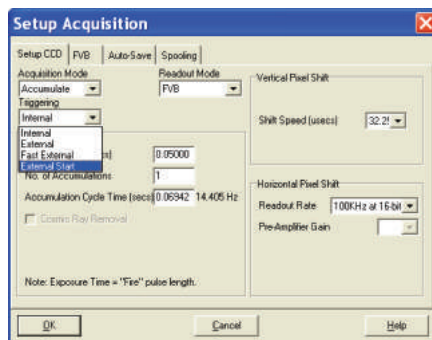 Setup Acquisition
Setup CCD FVB Auto-Save Spooling
Acquisition Mode Readout Mode
Accumulate FVB
Triggering
Internal
Internal
External
Fast External
External Start
0.05000
No. of Accumulations 1
Accumulation Cycle Time (secs) 0.06942 14.405 Hz
Cosmic Ray Removal
Note: Exposure Time = "Fire" pulse length.
Vertical Pixel Shift
Shift Speed (usecs)
Horizontal Pixel Shift
Readout Rate 100KHz at 16-bit
Pre-Amplifier Gain
OK Cancel Help